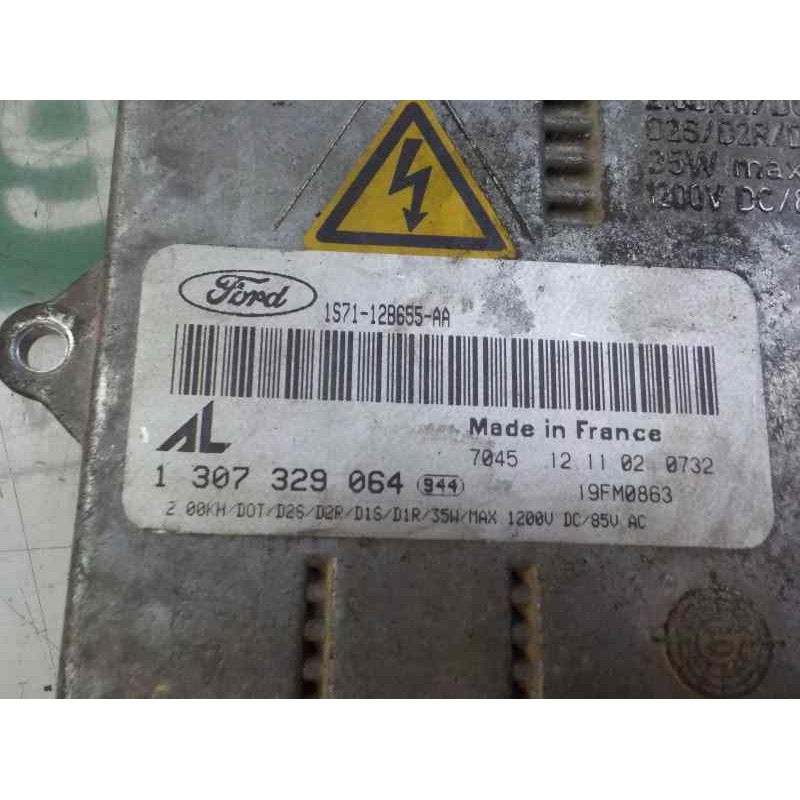 D2S/D2R/D
35W max
1200V DC/8
Ford
1S71-12B655-AA
AL
Made in France
7045 12 11 02 0732
1 307 329 064 944
19FM0863
2 00KH/DOT/D2S/D2R/D1S/D1R/35W/MAX 1200V DC/85V AC